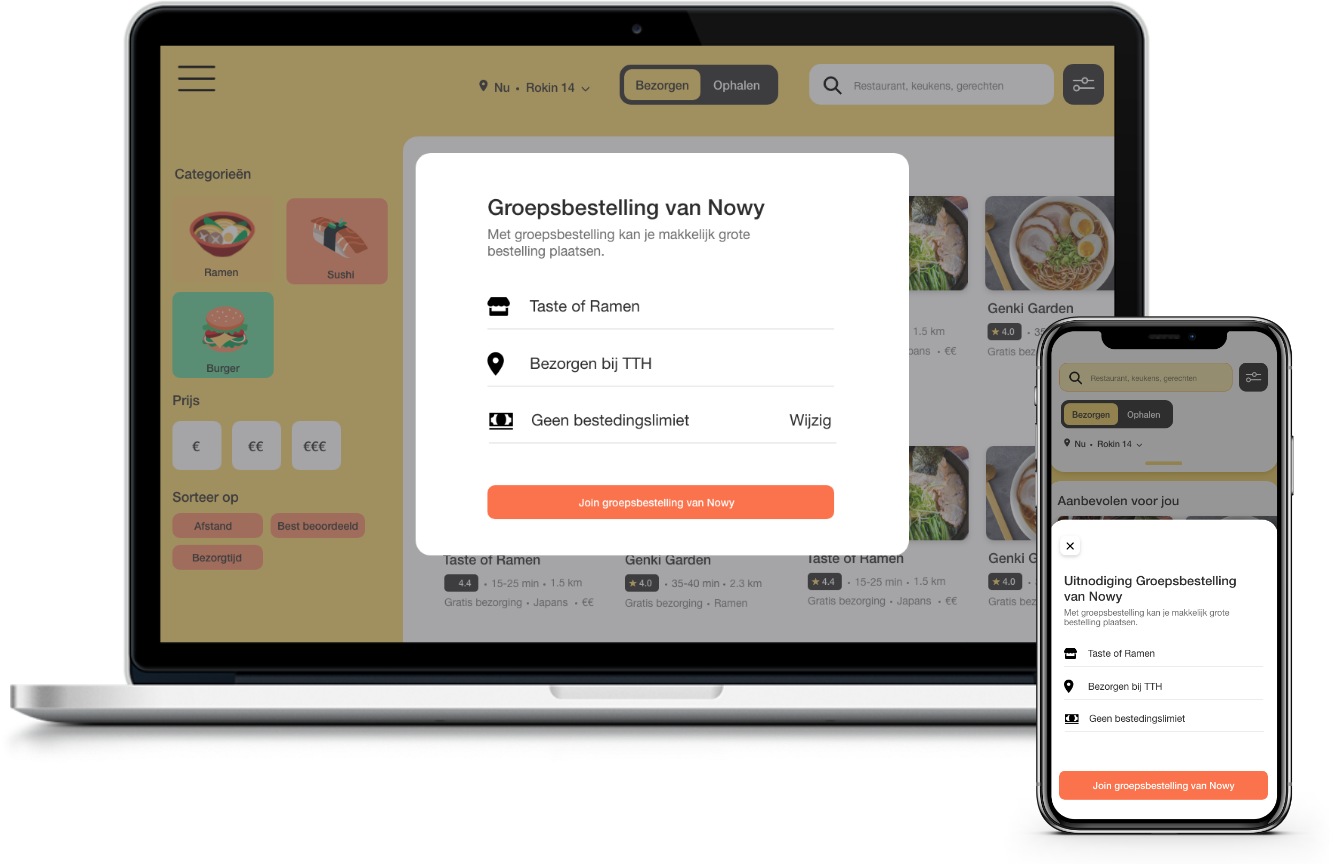 Nu • Rokin 14
Bezorgen
Ophalen
Restaurant, keukens, gerechten
Categorieën
Ramen
Sushi
Burger
Prijs
€
€€
€€€
Sorteer op
Afstand
Best beoordeeld
Bezorgtijd
Groepsbestelling van Nowy
Met groepsbestelling kan je makkelijk grote
bestelling plaatsen.
Taste of Ramen
Bezorgen bij TTH
Geen bestedingslimiet
Wijzig
Join groepsbestelling van Nowy
1.5 km
• €€
Genki Garden
4.0
Gratis
Taste of Ramen
4.4 • 15-25 min • 1.5 km
Gratis bezorging • Japans • €€
Genki Garden
4.0 • 35-40 min • 2.3 km
Gratis bezorging • Ramen
Taste of Ramen
4.4 • 15-25 min • 1.5 km
Gratis bezorging • Japans • €€
Genki
4.0
Gratis
Restaurant, keukens, gerechten
Bezorgen
Ophalen
Nu • Rokin 14
Aanbevolen voor jou
Uitnodiging Groepsbestelling
van Nowy
Met groepsbestelling kan je makkelijk grote
bestelling plaatsen.
Taste of Ramen
Bezorgen bij TTH
Geen bestedingslimiet
Join groepsbestelling van Nowy